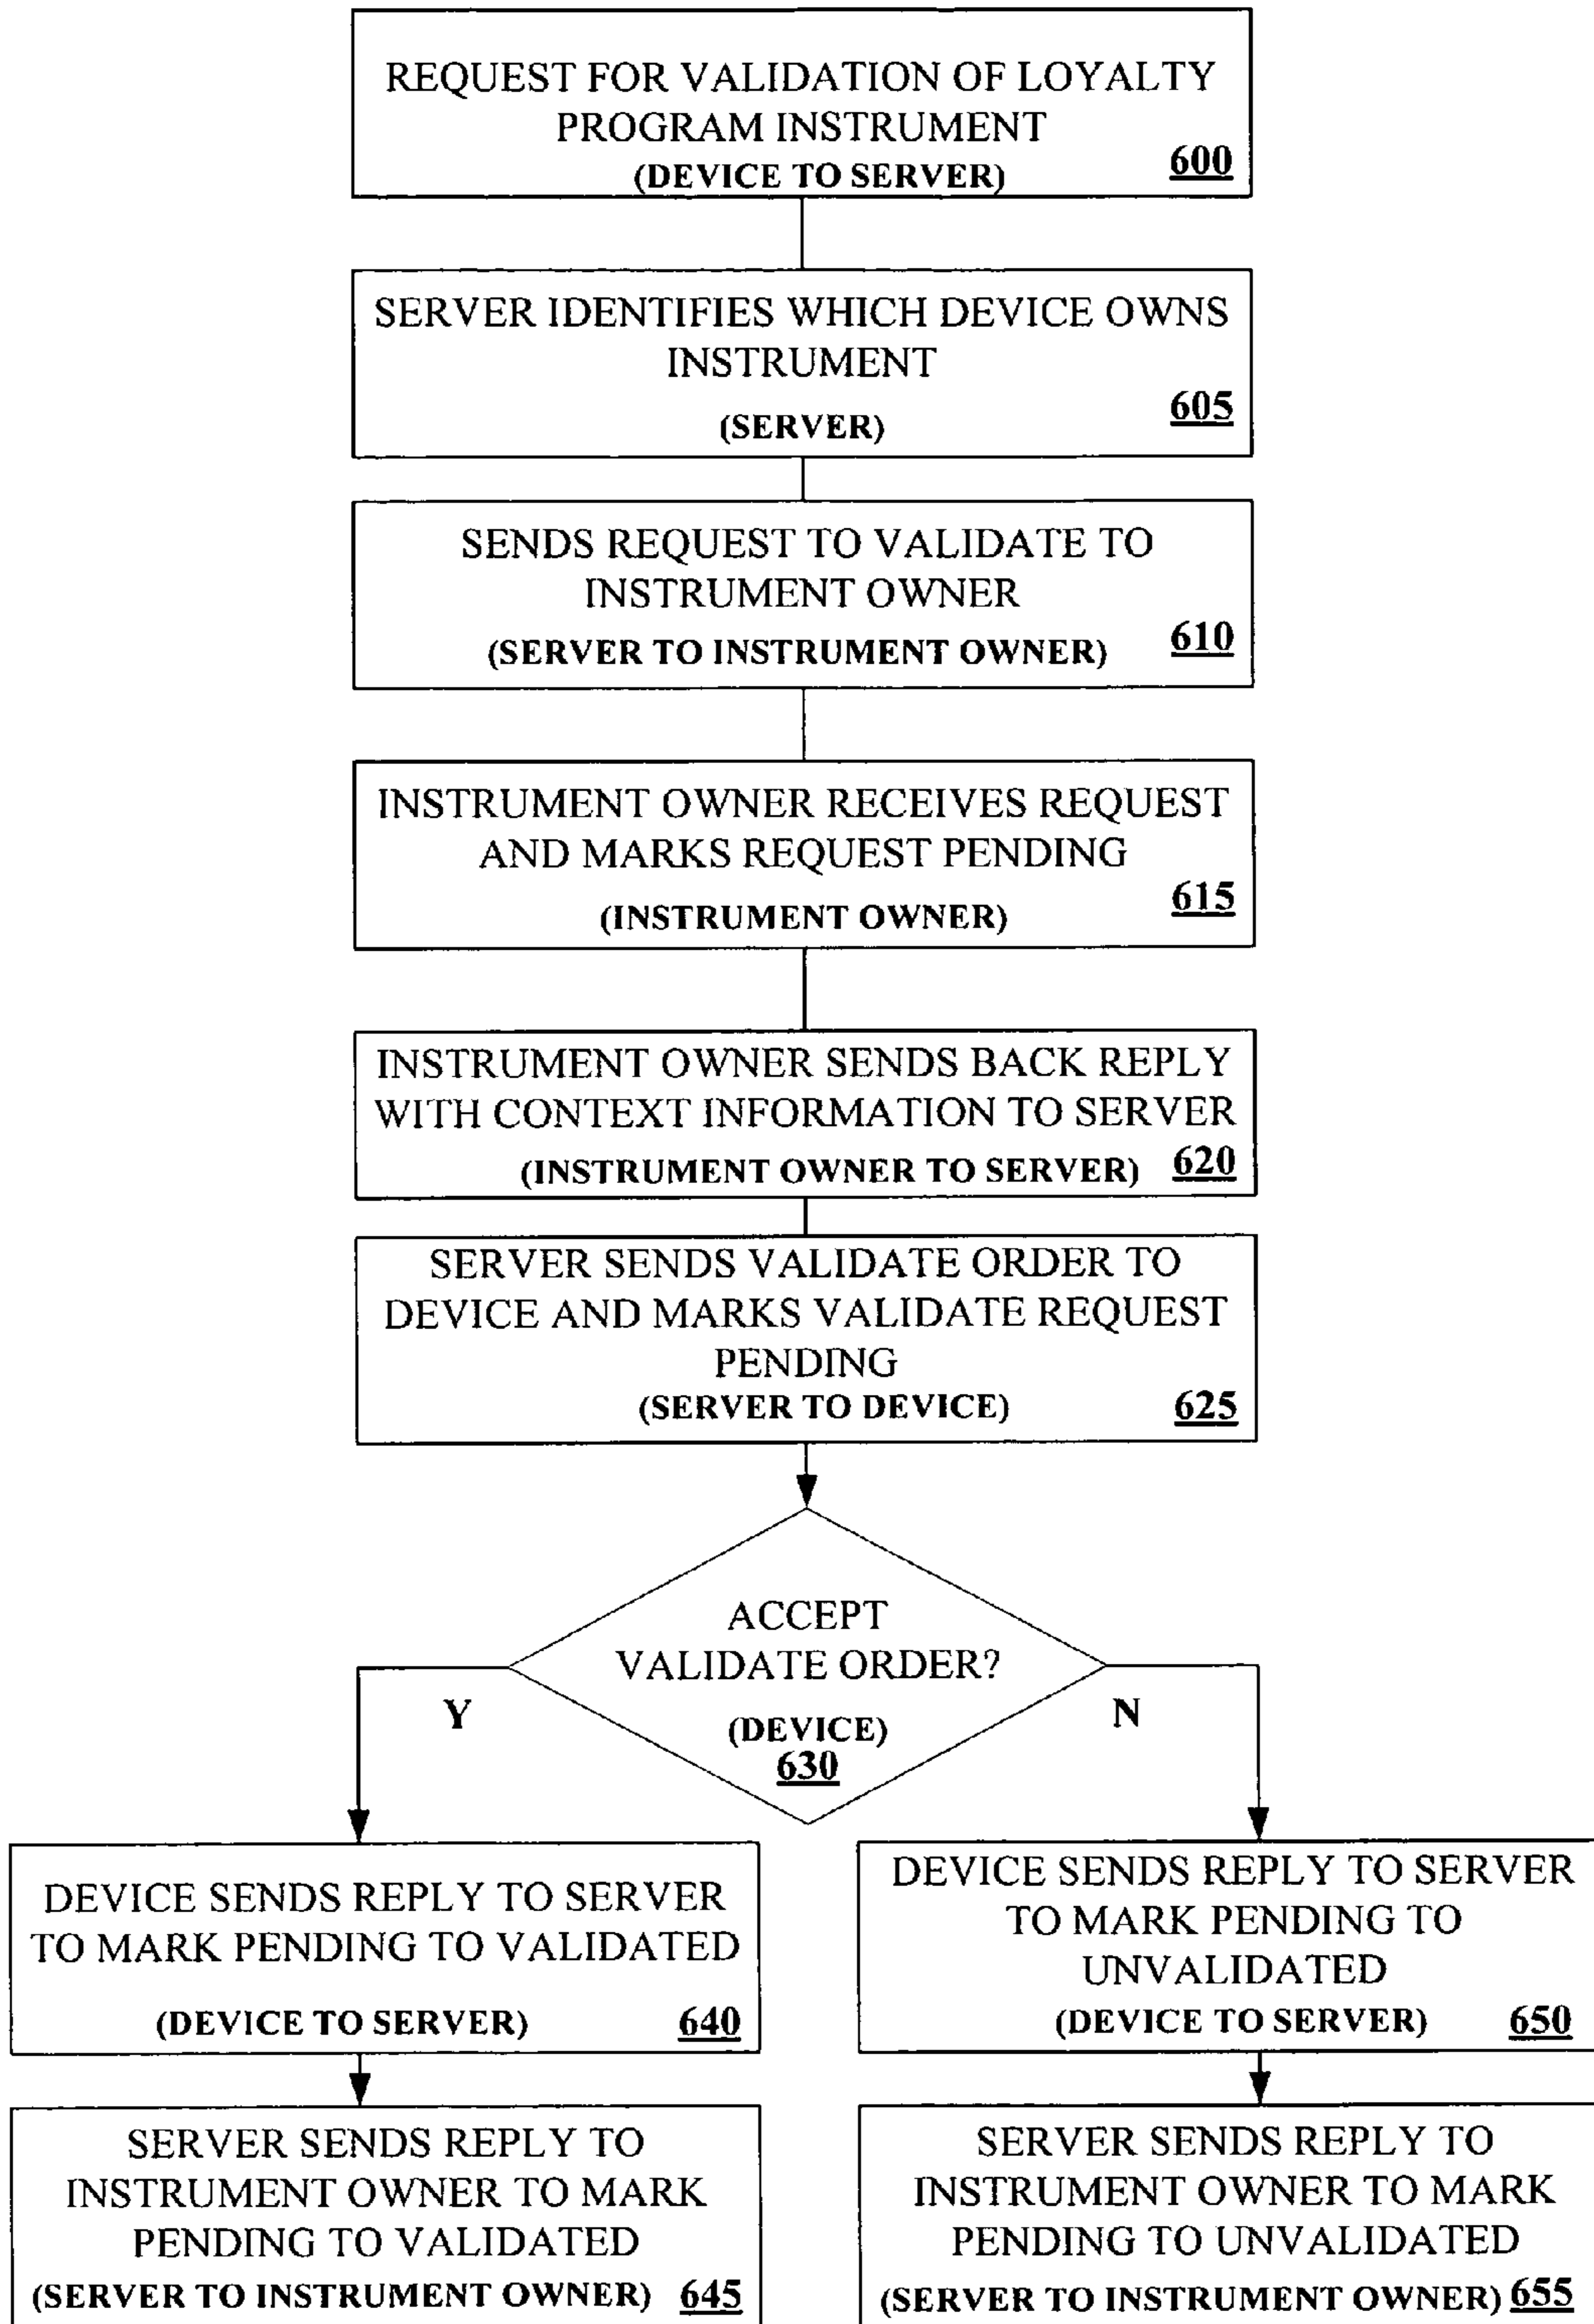 REQUEST FOR VALIDATION OF LOYALTY
PROGRAM INSTRUMENT
(DEVICE TO SERVER)
600
SERVER IDENTIFIES WHICH DEVICE OWNS
INSTRUMENT
(SERVER)
605
SENDS REQUEST TO VALIDATE TO
INSTRUMENT OWNER
(SERVER TO INSTRUMENT OWNER)
610
INSTRUMENT OWNER RECEIVES REQUEST
AND MARKS REQUEST PENDING
(INSTRUMENT OWNER)
615
INSTRUMENT OWNER SENDS BACK REPLY
WITH CONTEXT INFORMATION TO SERVER
(INSTRUMENT OWNER TO SERVER)
620
SERVER SENDS VALIDATE ORDER TO
DEVICE AND MARKS VALIDATE REQUEST
PENDING
(SERVER TO DEVICE)
625
ACCEPT
VALIDATE ORDER?
(DEVICE)
630
Y
N
DEVICE SENDS REPLY TO SERVER
TO MARK PENDING TO VALIDATED
(DEVICE TO SERVER)
640
DEVICE SENDS REPLY TO SERVER
TO MARK PENDING TO
UNVALIDATED
(DEVICE TO SERVER)
650
SERVER SENDS REPLY TO
INSTRUMENT OWNER TO MARK
PENDING TO VALIDATED
(SERVER TO INSTRUMENT OWNER)
645
SERVER SENDS REPLY TO
INSTRUMENT OWNER TO MARK
PENDING TO UNVALIDATED
(SERVER TO INSTRUMENT OWNER)
655